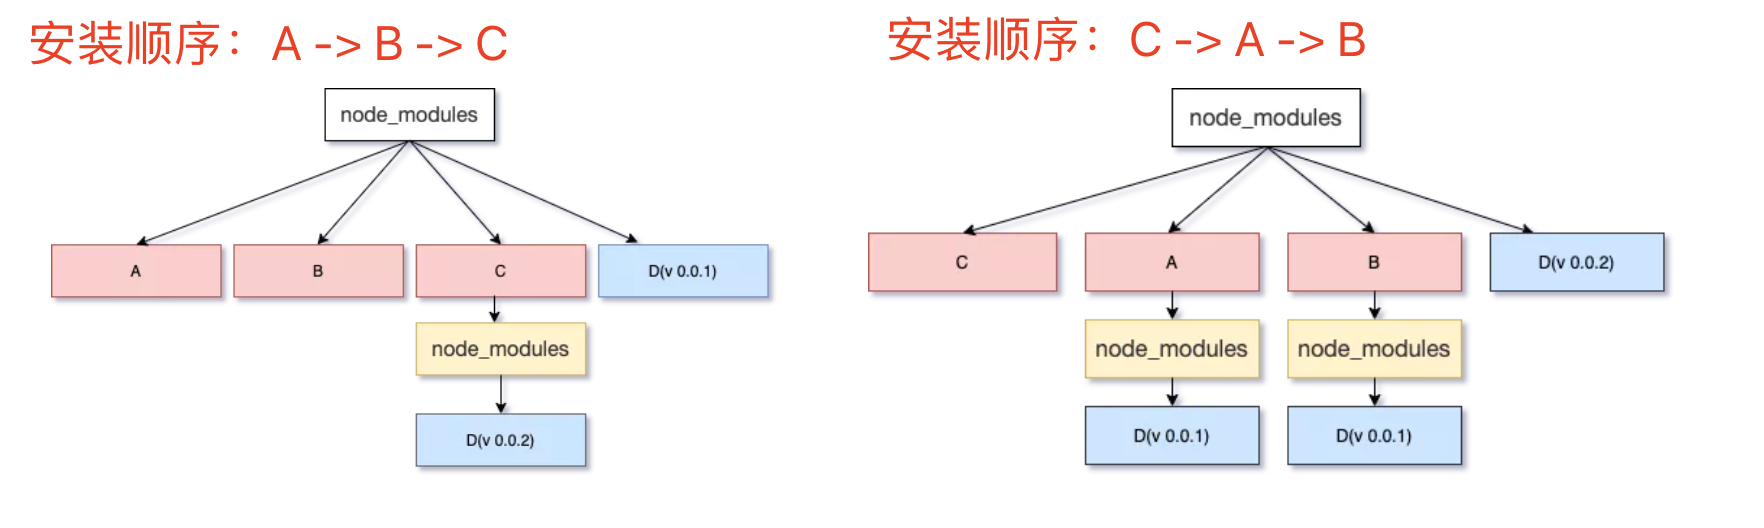 安装顺序：A -> B -> C
node_modules
A
B
C
D(v 0.0.1)
node_modules
D(v 0.0.2)
安装顺序：C -> A -> B
node_modules
C
A
B
D(v 0.0.2)
node_modules
node_modules
D(v 0.0.1)
D(v 0.0.1)